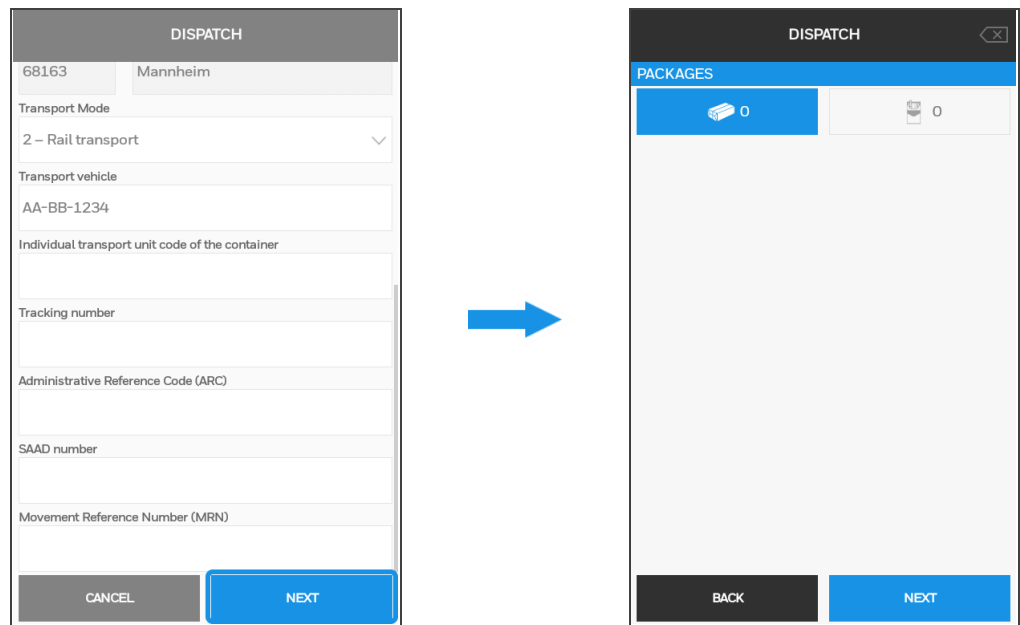 DISPATCH
68163 Mannheim
Transport Mode
2 – Rail transport
Transport vehicle
AA-BB-1234
Individual transport unit code of the container
Tracking number
Administrative Reference Code (ARC)
SAAD number
Movement Reference Number (MRN)
CANCEL NEXT
DISPATCH
PACKAGES
0 0
BACK NEXT